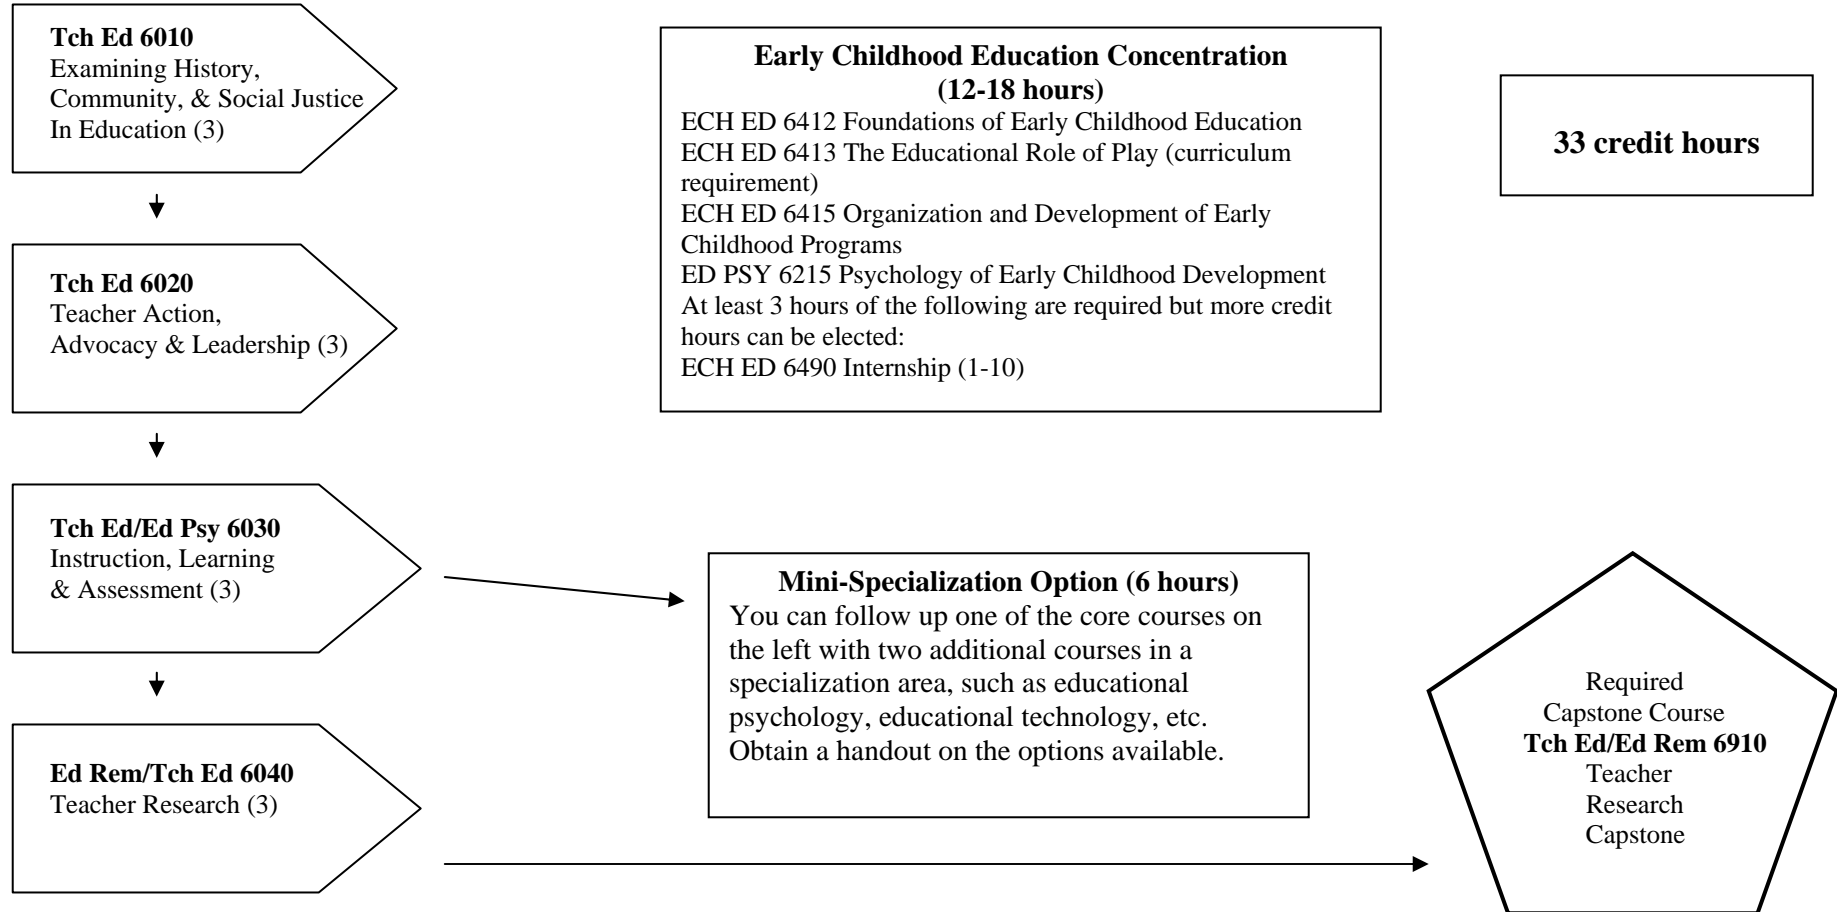 Tch Ed 6010
Examining History,
Community, & Social Justice
In Education (3)
Tch Ed 6020
Teacher Action,
Advocacy & Leadership (3)
Tch Ed/Ed Psy 6030
Instruction, Learning
& Assessment (3)
Ed Rem/Tch Ed 6040
Teacher Research (3)
Early Childhood Education Concentration
(12-18 hours)
ECH ED 6412 Foundations of Early Childhood Education
ECH ED 6413 The Educational Role of Play (curriculum
requirement)
ECH ED 6415 Organization and Development of Early
Childhood Programs
ED PSY 6215 Psychology of Early Childhood Development
At least 3 hours of the following are required but more credit
hours can be elected:
ECH ED 6490 Internship (1-10)
Mini-Specialization Option (6 hours)
You can follow up one of the core courses on
the left with two additional courses in a
specialization area, such as educational
psychology, educational technology, etc.
Obtain a handout on the options available.
33 credit hours
Required
Capstone Course
Tch Ed/Ed Rem 6910
Teacher
Research
Capstone